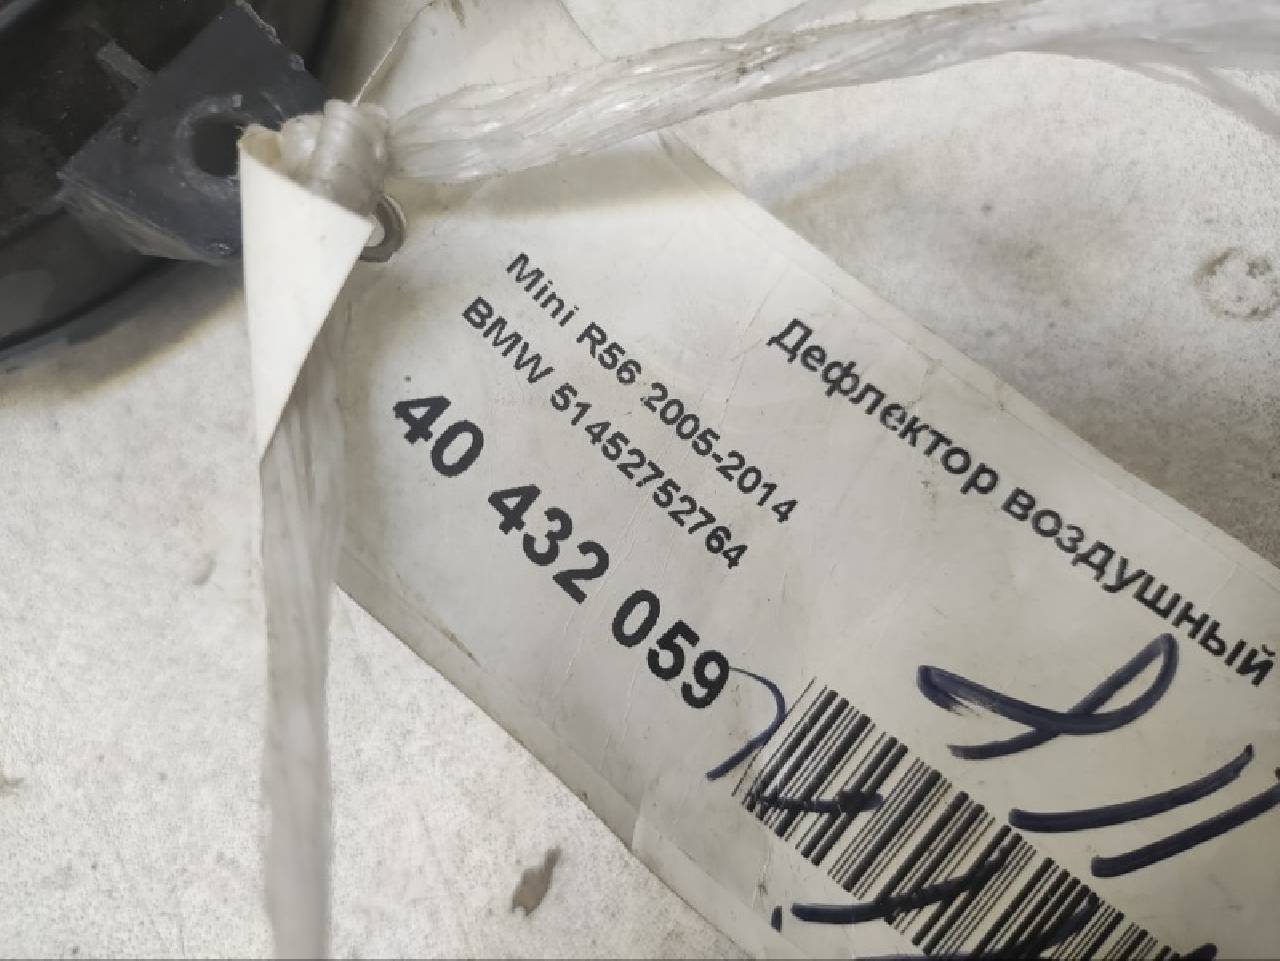 Дефлектор воздушный
Mini R56 2005-2014
BMW 51452752764
40 432 059